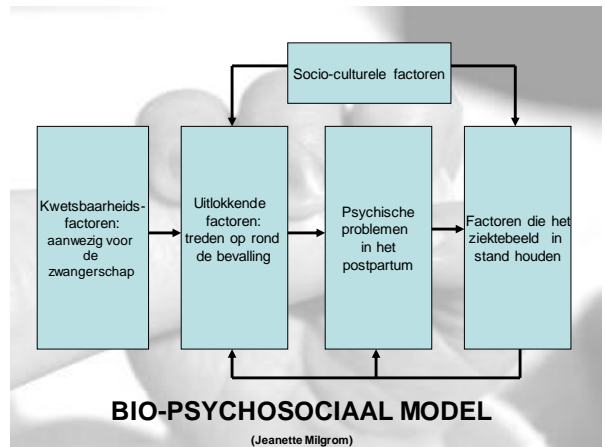 Socio-culturele factoren
Kwetsbaarheids-
factoren:
aanwezig voor
de
zwangerschap
Uitlokkende
factoren:
treden op rond
de bevalling
Psychische
problemen
in het
postpartum
Factoren die het
ziektebeeld in
stand houden
BIO-PSYCHOSOCIAAL MODEL
(Jeanette Milgrom)